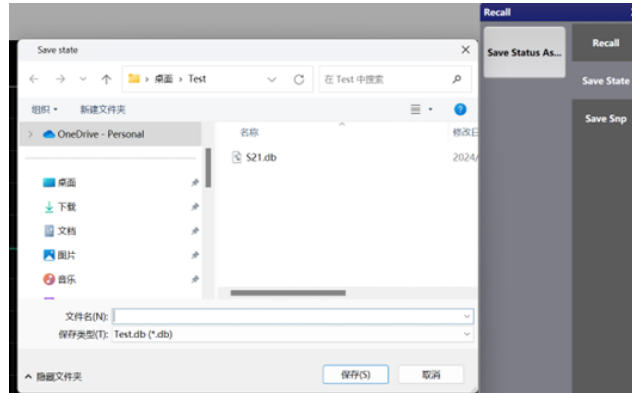 Recall
Save state
Save Status As...
Recall
桌面 › Test
在 Test 中搜索
Save State
组织
新建文件夹
OneDrive - Personal
名称
修改日
Save Snp
S21.db
2024/
桌面
下载
文档
图片
音乐
文件名(N):
保存类型(T): Test.db (*.db)
隐藏文件夹
保存(S)
取消